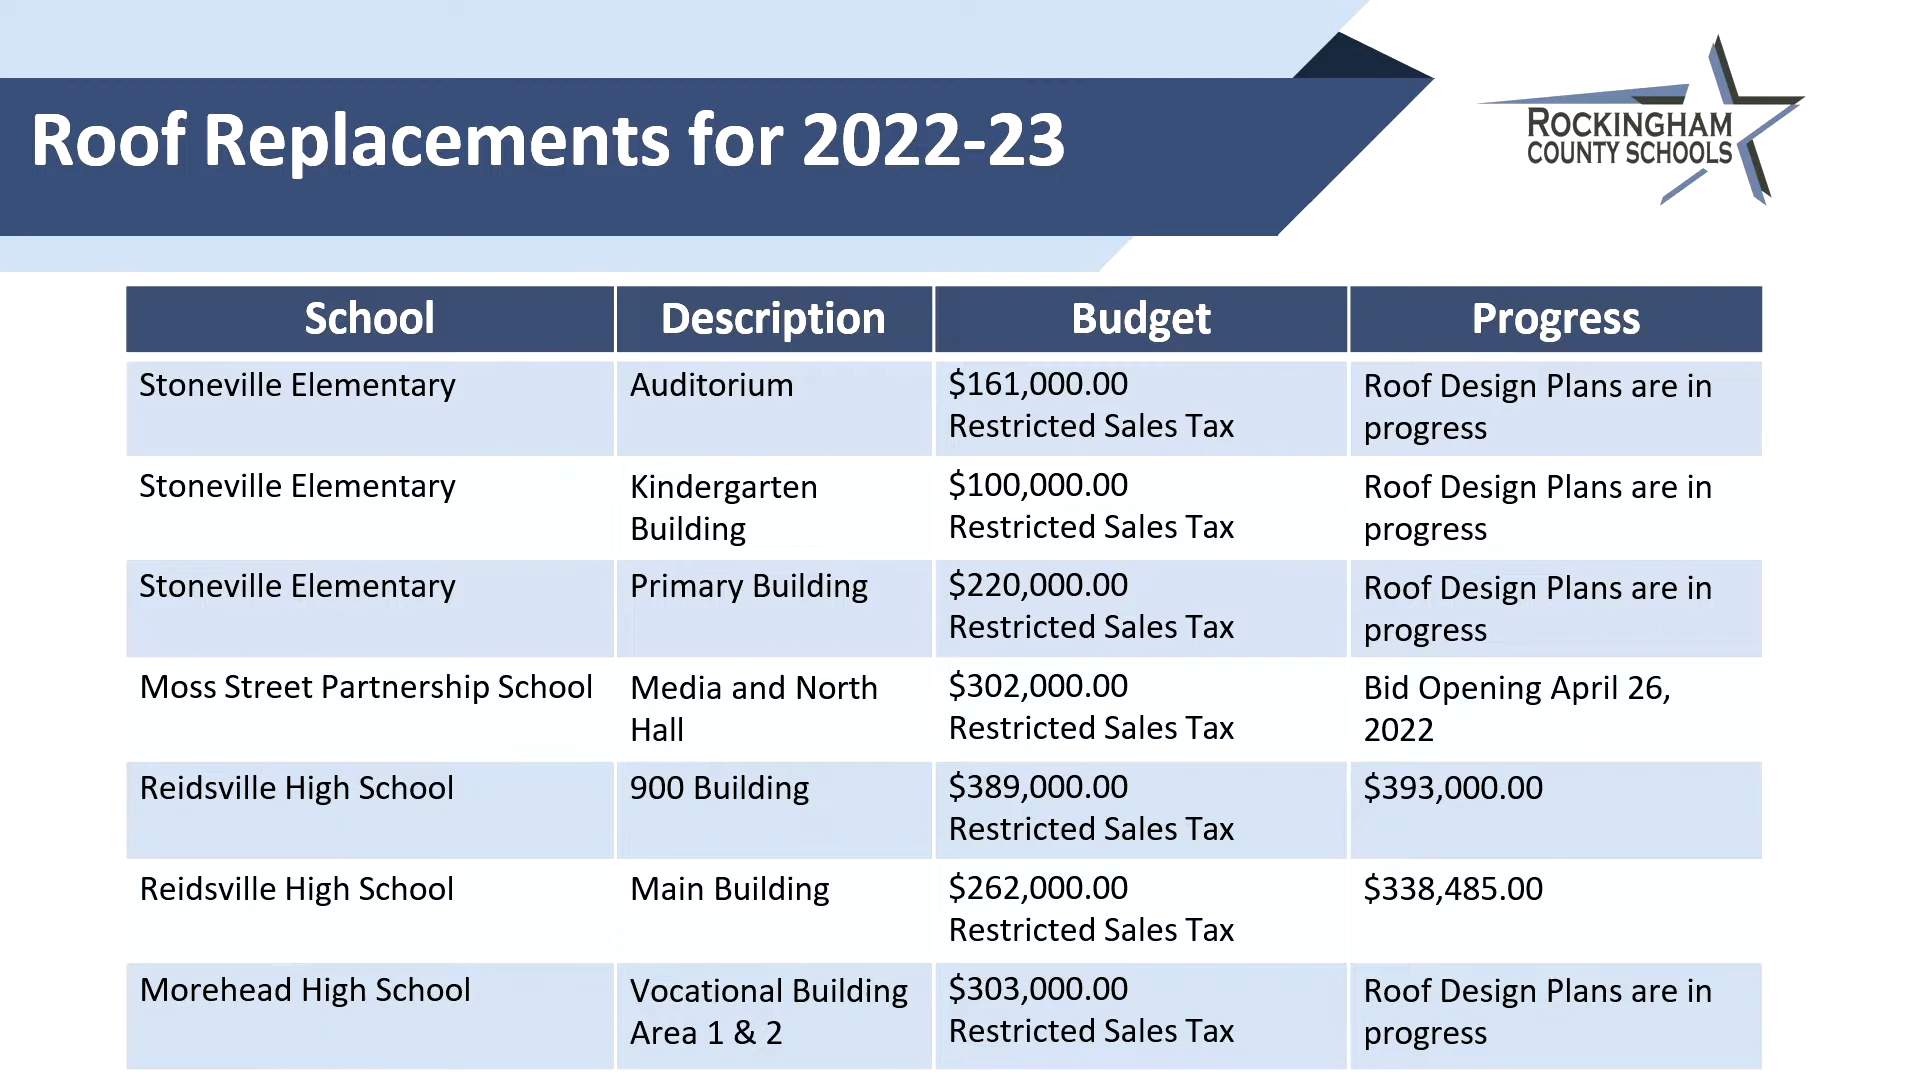 Roof Replacements for 2022-23
ROCKINGHAM
COUNTY SCHOOLS
School Description Budget Progress
Stoneville Elementary Auditorium $161,000.00 Roof Design Plans are in
Restricted Sales Tax progress
Stoneville Elementary Kindergarten $100,000.00 Roof Design Plans are in
Building Restricted Sales Tax progress
Stoneville Elementary Primary Building $220,000.00 Roof Design Plans are in
Restricted Sales Tax progress
Moss Street Partnership School Media and North $302,000.00 Bid Opening April 26,
Hall Restricted Sales Tax 2022
Reidsville High School 900 Building $389,000.00 $393,000.00
Restricted Sales Tax
Reidsville High School Main Building $262,000.00 $338,485.00
Restricted Sales Tax
Morehead High School Vocational Building $303,000.00 Roof Design Plans are in
Area 1 & 2 Restricted Sales Tax progress